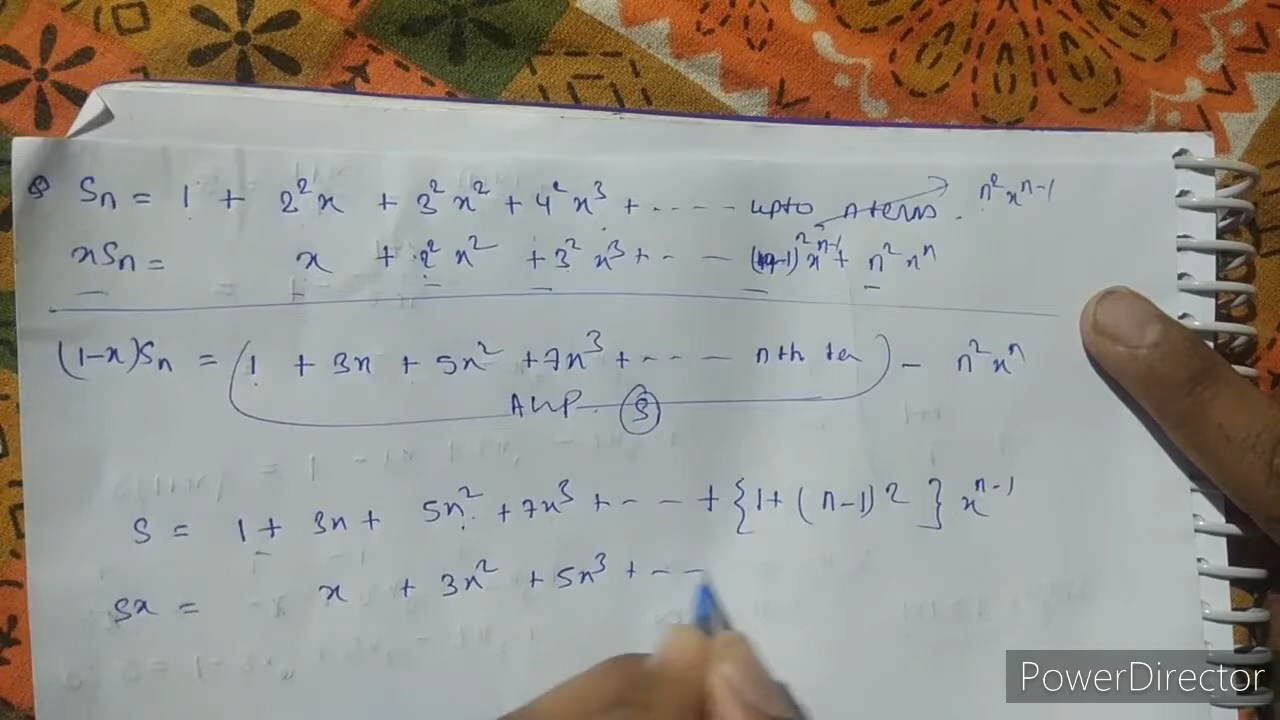 Q Sn = 1 + 2²x + 3²x² + 4²x³ + ---- upto n terms. n²xⁿ⁻¹
xSn = x + 2²x² + 3²x³ + - - (n-1)²xⁿ⁻¹ + n²xⁿ
(1-x)Sn = (1 + 3x + 5x² + 7x³ + --- nth ter) - n²xⁿ
AGP. S
S = 1 + 3x + 5x² + 7x³ + --- + {1+(n-1)2} xⁿ⁻¹
Sx = x + 3x² + 5x³ + --
PowerDirector